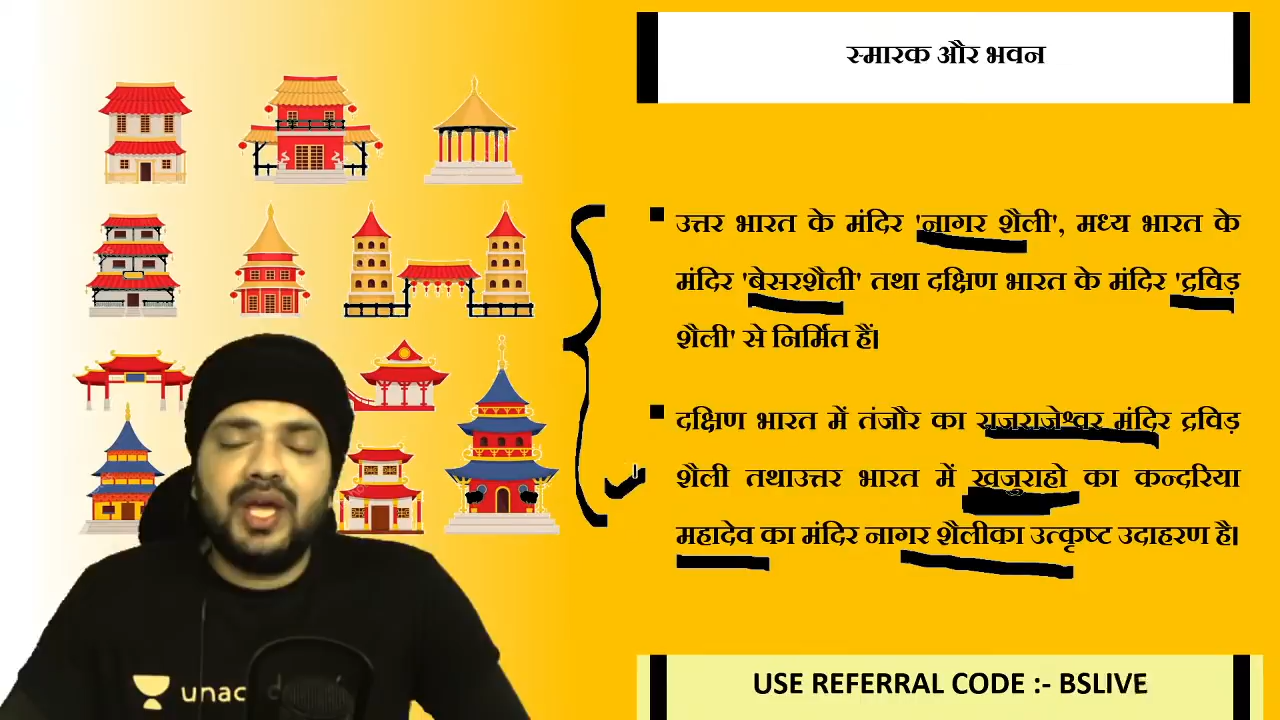 स्मारक और भवन
▪ उत्तर भारत के मंदिर 'नागर शैली', मध्य भारत के
मंदिर 'बेसरशैली' तथा दक्षिण भारत के मंदिर 'द्रविड़
शैली' से निर्मित हैं।
▪ दक्षिण भारत में तंजौर का राजराजेश्वर मंदिर द्रविड़
शैली तथाउत्तर भारत में खजुराहो का कन्दरिया
महादेव का मंदिर नागर शैलीका उत्कृष्ट उदाहरण है।
USE REFERRAL CODE :- BSLIVE